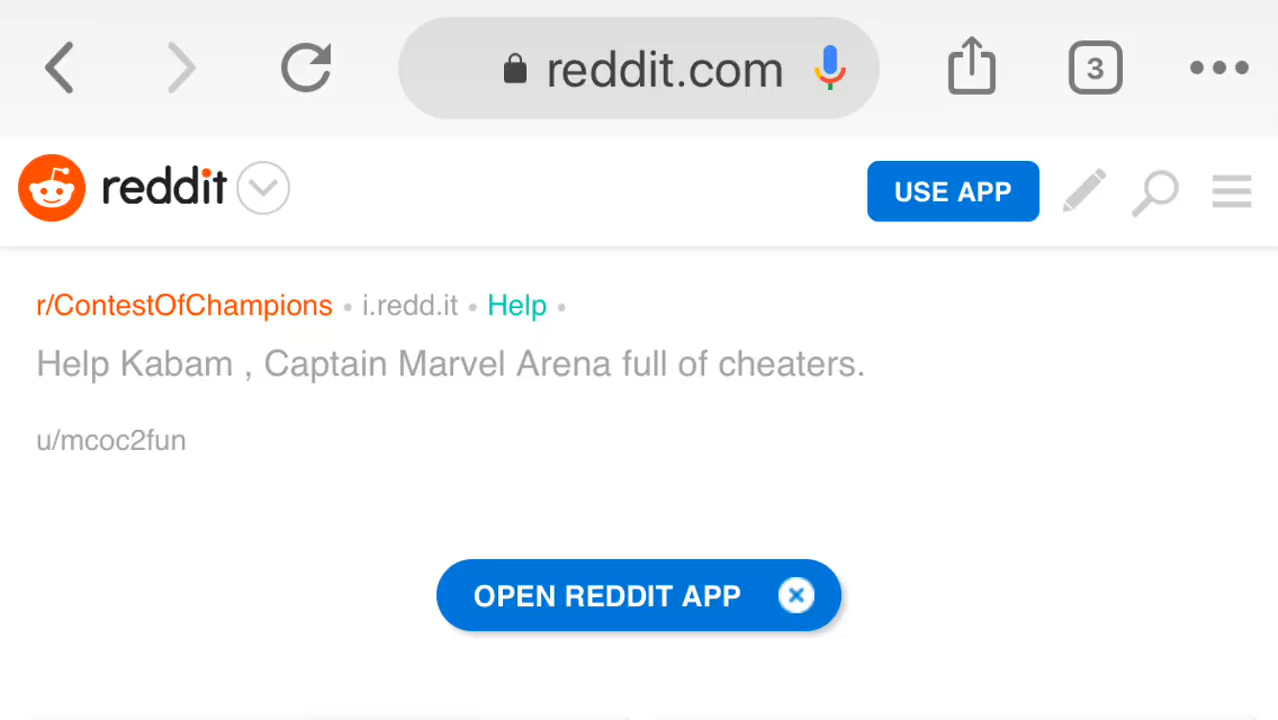 reddit.com
3
reddit
USE APP
r/ContestOfChampions • i.redd.it • Help •
Help Kabam , Captain Marvel Arena full of cheaters.
u/mcoc2fun
OPEN REDDIT APP